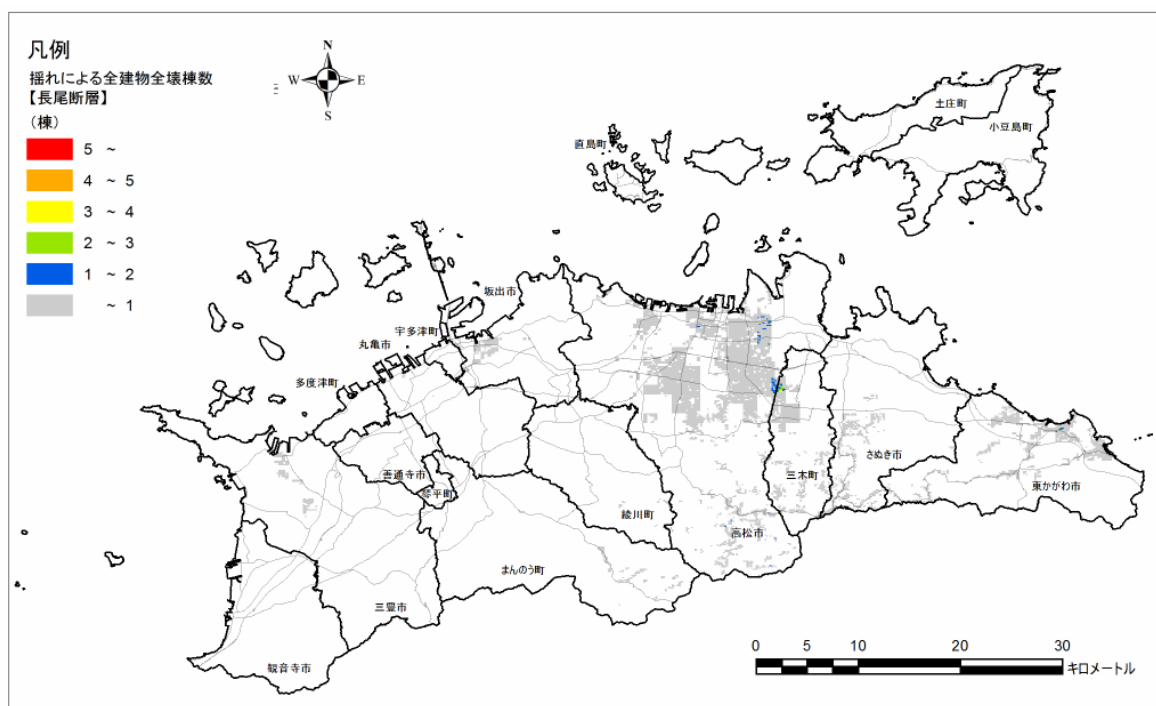 凡例
揺れによる全建物全壊棟数
【長尾断層】
(棟)
5 ~
4 ~ 5
3 ~ 4
2 ~ 3
1 ~ 2
~ 1
N
W E
S
土庄町
小豆島町
直島町
坂出市
宇多津町
丸亀市
多度津町
善通寺市
琴平町
さぬき市
三木町
東かがわ市
綾川町
高松市
まんのう町
三豊市
観音寺市
0 5 10 20 30
キロメートル